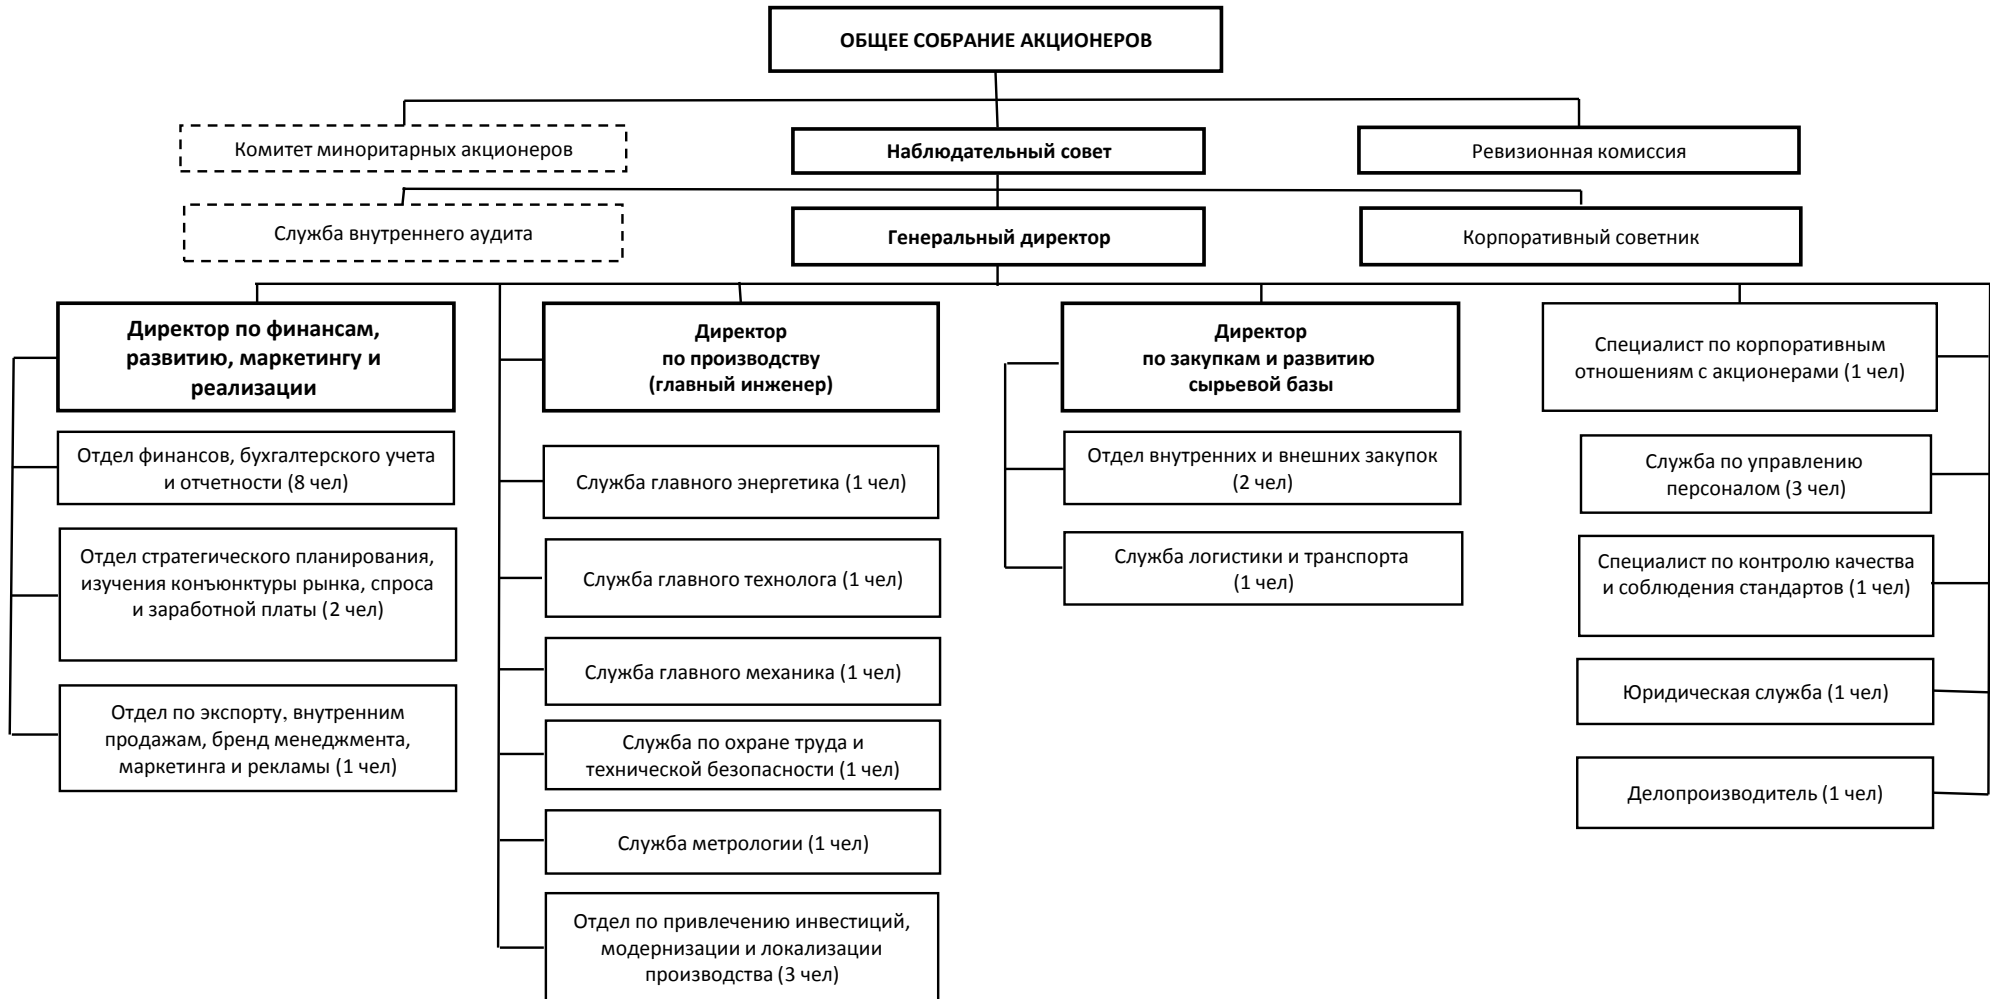 ОБЩЕЕ СОБРАНИЕ АКЦИОНЕРОВ
Комитет миноритарных акционеров
Наблюдательный совет
Ревизионная комиссия
Служба внутреннего аудита
Генеральный директор
Корпоративный советник
Директор по финансам,
развитию, маркетингу и
реализации
Отдел финансов, бухгалтерского учета
и отчетности (8 чел)
Отдел стратегического планирования,
изучения конъюнктуры рынка, спроса
и заработной платы (2 чел)
Отдел по экспорту, внутренним
продажам, бренд менеджмента,
маркетинга и рекламы (1 чел)
Директор
по производству
(главный инженер)
Служба главного энергетика (1 чел)
Служба главного технолога (1 чел)
Служба главного механика (1 чел)
Служба по охране труда и
технической безопасности (1 чел)
Служба метрологии (1 чел)
Отдел по привлечению инвестиций,
модернизации и локализации
производства (3 чел)
Директор
по закупкам и развитию
сырьевой базы
Отдел внутренних и внешних закупок
(2 чел)
Служба логистики и транспорта
(1 чел)
Специалист по корпоративным
отношениям с акционерами (1 чел)
Служба по управлению
персоналом (3 чел)
Специалист по контролю качества
и соблюдения стандартов (1 чел)
Юридическая служба (1 чел)
Делопроизводитель (1 чел)